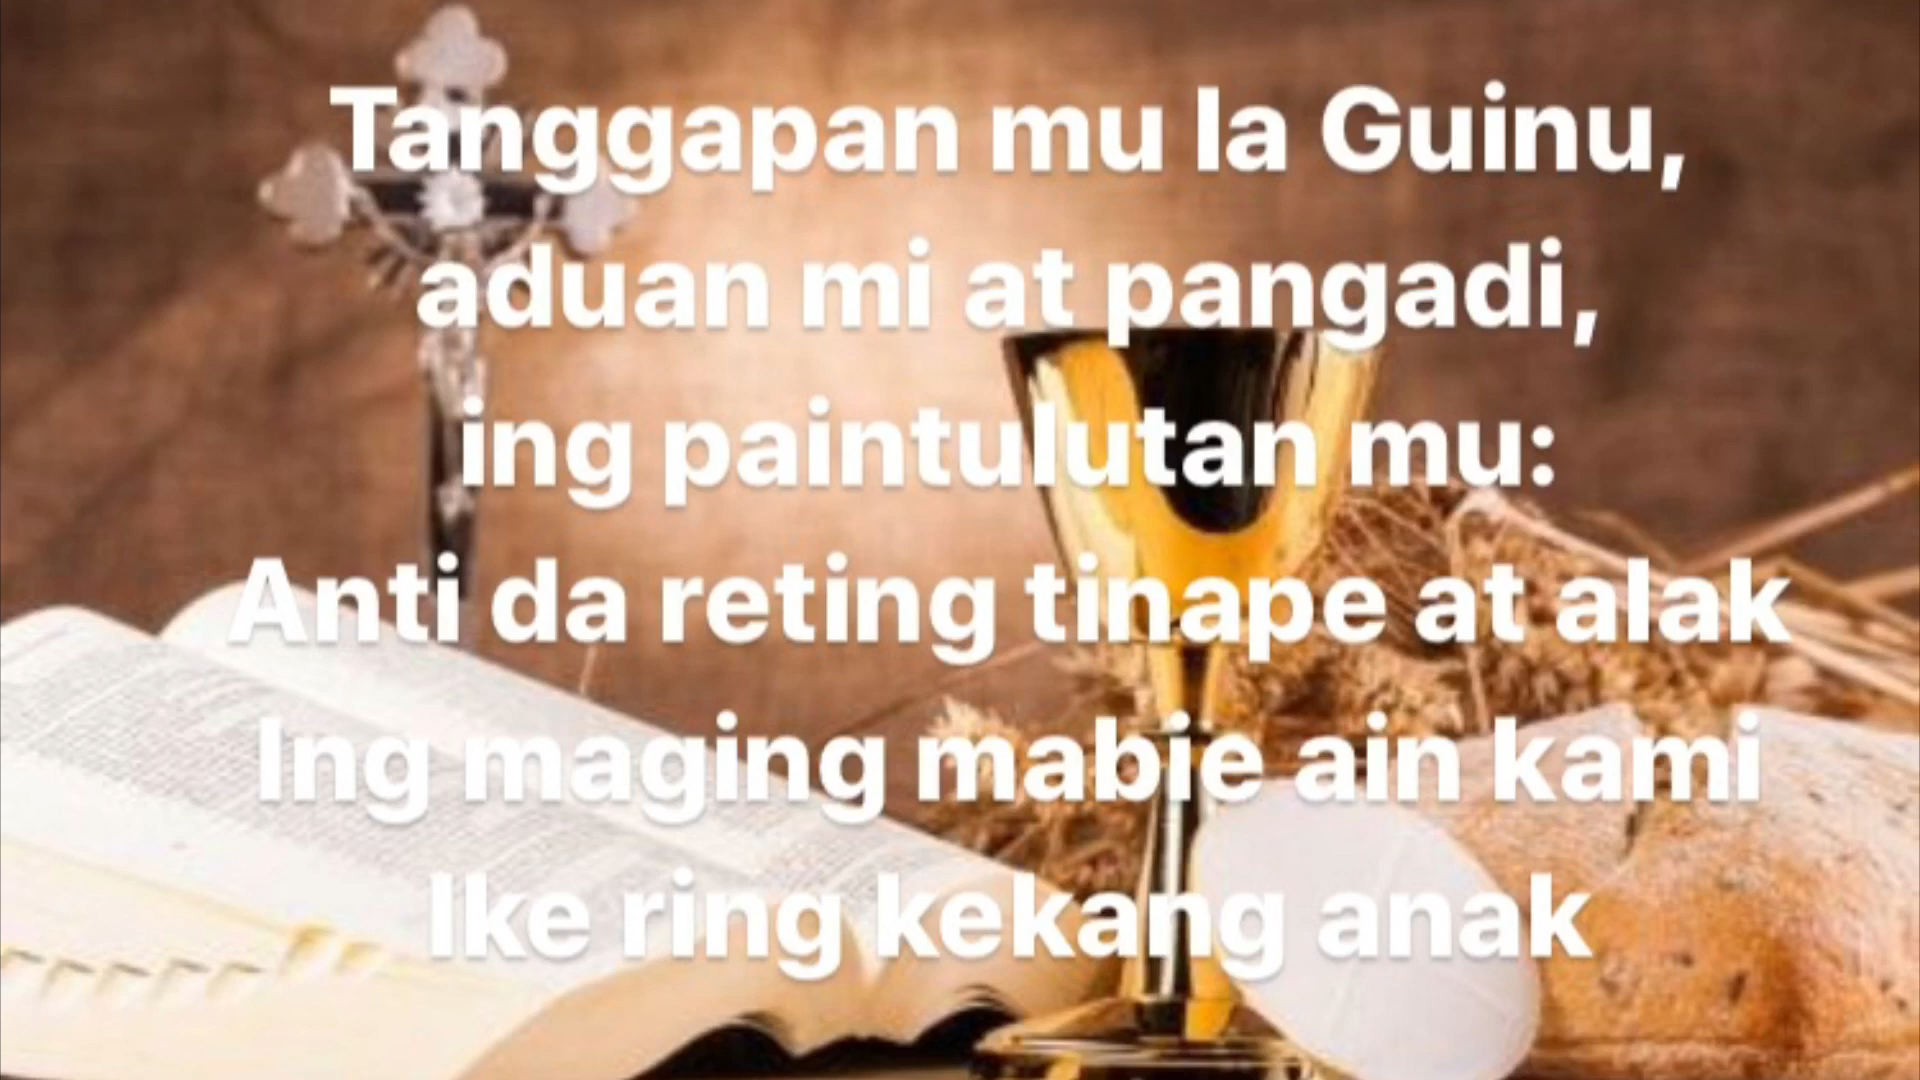 Tanggapan mu la Guinu,
aduan mi at pangadi,
ing paintulutan mu:
Anti da reting tinape at alak
Ing maging mabie ain kami
Ike ring kekang anak